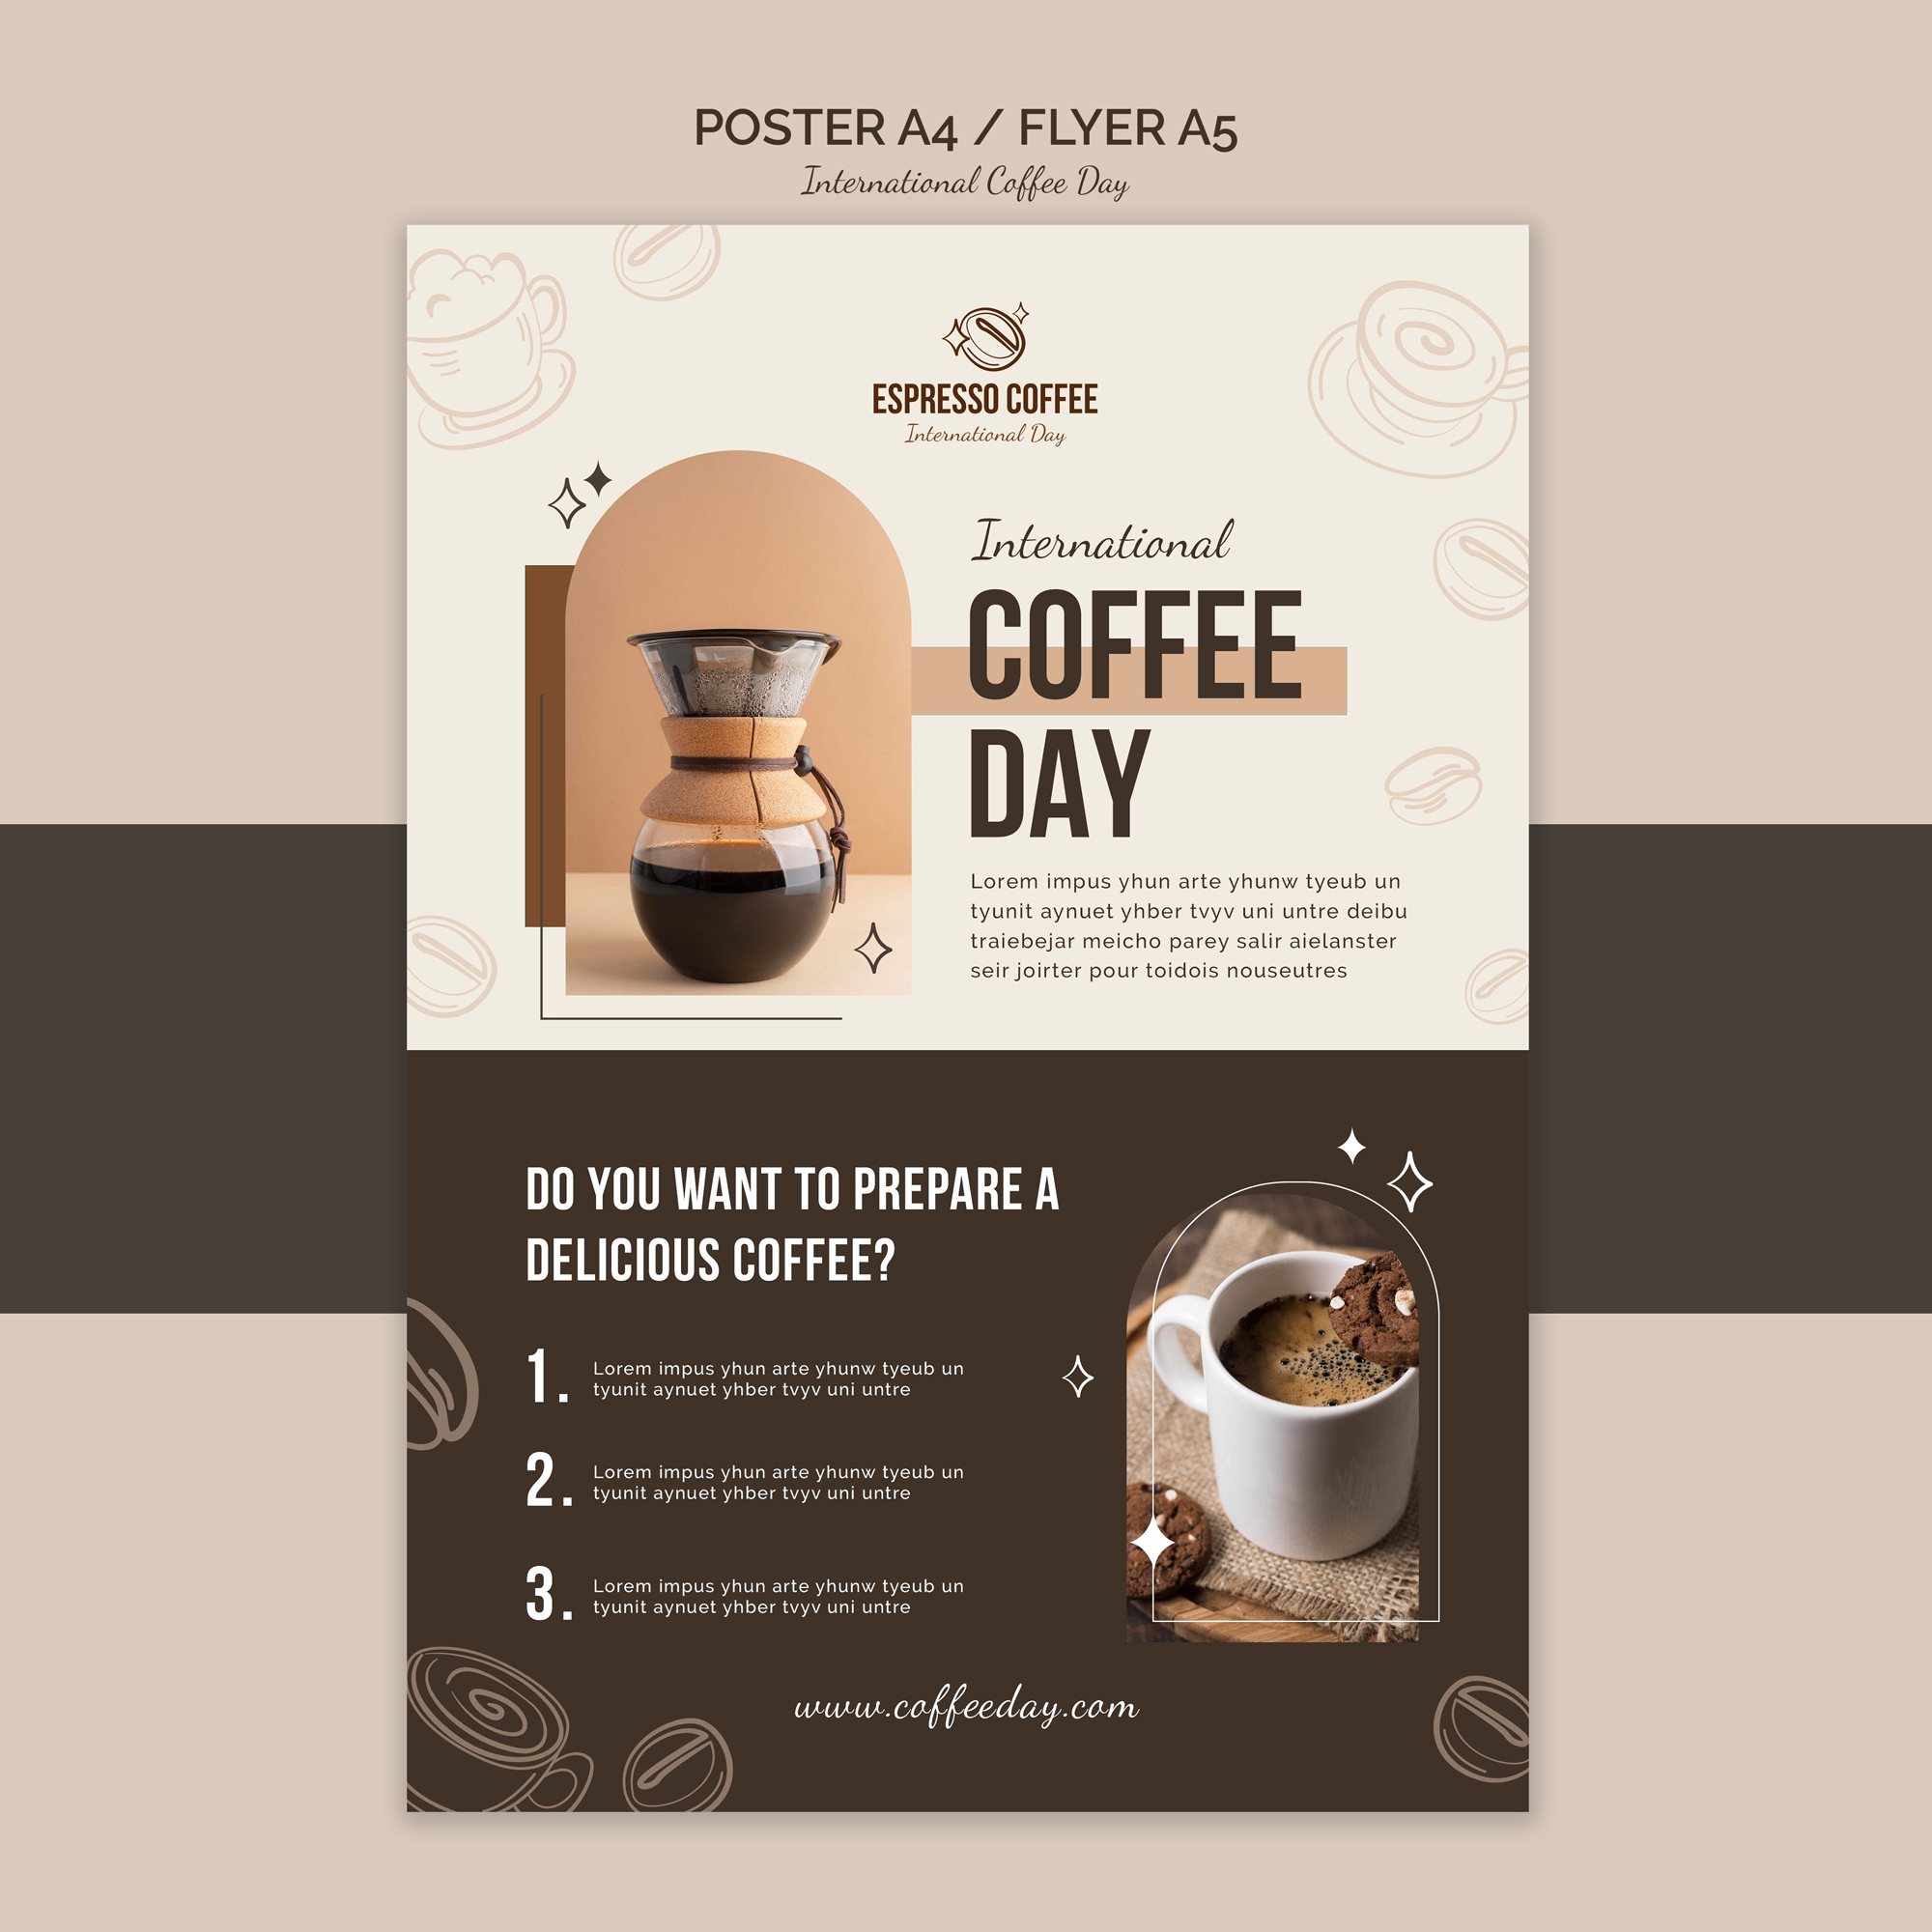 POSTER A4 / FLYER A5
International Coffee Day
ESPRESSO COFFEE
International Day
International
COFFEE
DAY
Lorem impus yhun arte yhunw tyeub un
tyunit aynuet yhber tvyv uni untre deibu
traiebejar meicho parey salir aielanster
seir joirter pour toidois nouseutres
DO YOU WANT TO PREPARE A
DELICIOUS COFFEE?
1. Lorem impus yhun arte yhunw tyeub un
tyunit aynuet yhber tvyv uni untre
2. Lorem impus yhun arte yhunw tyeub un
tyunit aynuet yhber tvyv uni untre
3. Lorem impus yhun arte yhunw tyeub un
tyunit aynuet yhber tvyv uni untre
www.coffeeday.com